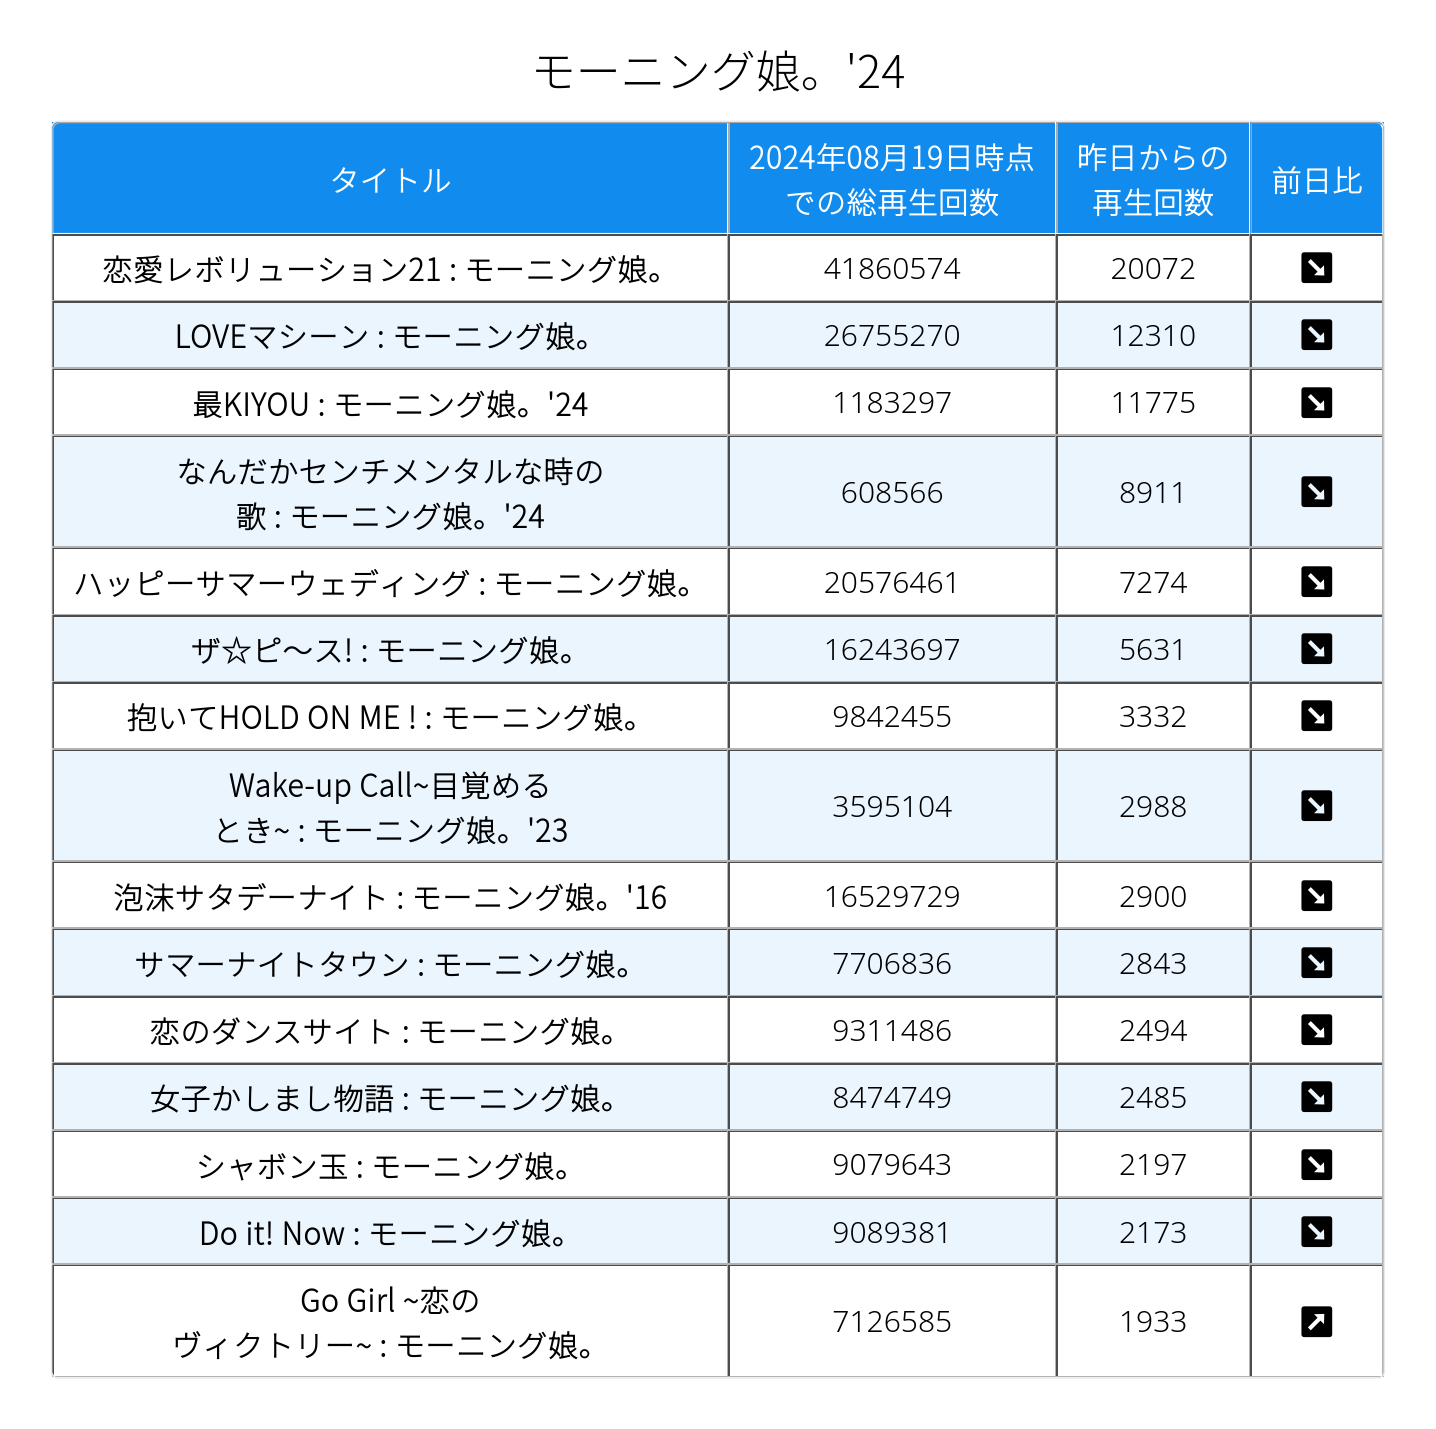 モーニング娘。'24
タイトル
2024年08月19日時点
での総再生回数
昨日からの
再生回数
前日比
恋愛レボリューション21 : モーニング娘。
41860574
20072
LOVEマシーン : モーニング娘。
26755270
12310
最KIYOU : モーニング娘。'24
1183297
11775
なんだかセンチメンタルな時の
歌 : モーニング娘。'24
608566
8911
ハッピーサマーウェディング : モーニング娘。
20576461
7274
ザ☆ピ〜ス! : モーニング娘。
16243697
5631
抱いてHOLD ON ME ! : モーニング娘。
9842455
3332
Wake-up Call~目覚める
とき~ : モーニング娘。'23
3595104
2988
泡沫サタデーナイト : モーニング娘。'16
16529729
2900
サマーナイトタウン : モーニング娘。
7706836
2843
恋のダンスサイト : モーニング娘。
9311486
2494
女子かしまし物語 : モーニング娘。
8474749
2485
シャボン玉 : モーニング娘。
9079643
2197
Do it! Now : モーニング娘。
9089381
2173
Go Girl ~恋の
ヴィクトリー~ : モーニング娘。
7126585
1933